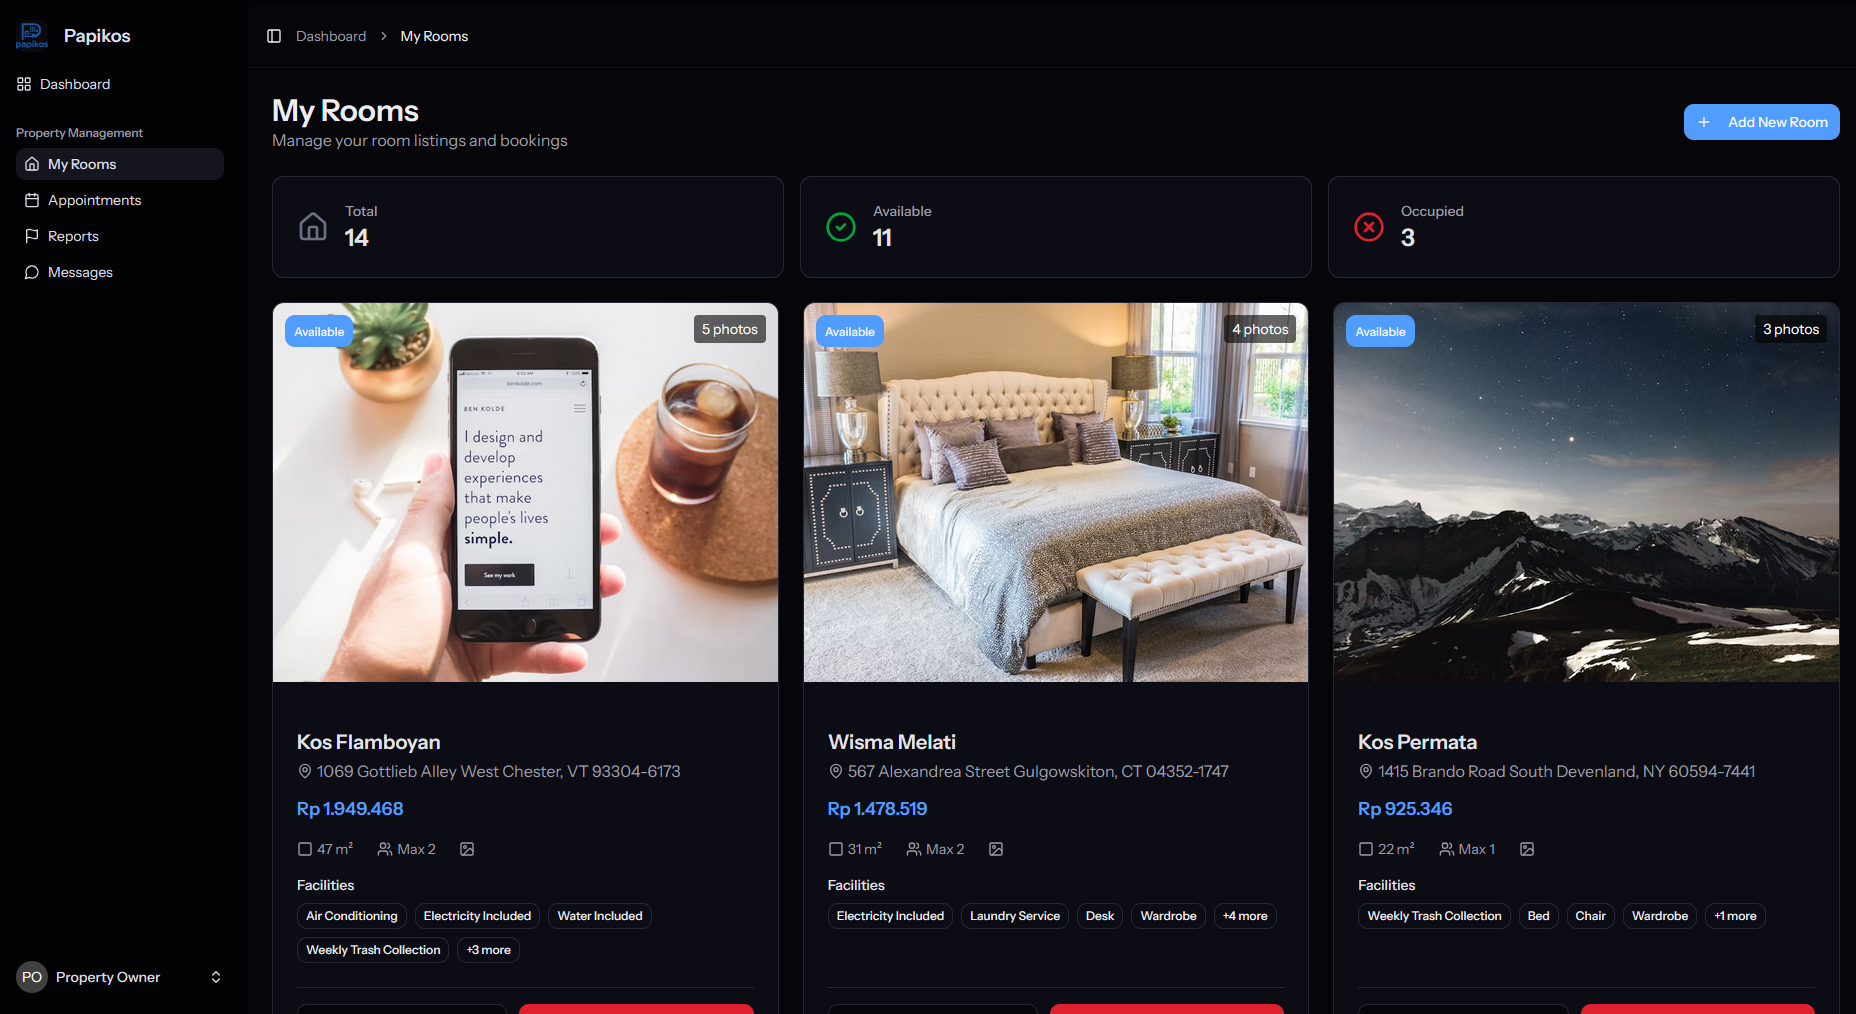 papikos
Papikos
Dashboard
Property Management
My Rooms
Appointments
Reports
Messages
PO
Property Owner
Dashboard > My Rooms
My Rooms
Manage your room listings and bookings
+ Add New Room
Total
14
Available
11
Occupied
3
Available
5 photos
benkolde.com
BEN KOLDE
I design and
develop
experiences
that make
people's lives
simple.
See my work
Kos Flamboyan
1069 Gottlieb Alley West Chester, VT 93304-6173
Rp 1.949.468
47 m²
Max 2
Facilities
Air Conditioning
Electricity Included
Water Included
Weekly Trash Collection
+3 more
Available
4 photos
Wisma Melati
567 Alexandrea Street Gulgowskiton, CT 04352-1747
Rp 1.478.519
31 m²
Max 2
Facilities
Electricity Included
Laundry Service
Desk
Wardrobe
+4 more
Available
3 photos
Kos Permata
1415 Brando Road South Devenland, NY 60594-7441
Rp 925.346
22 m²
Max 1
Facilities
Weekly Trash Collection
Bed
Chair
Wardrobe
+1 more